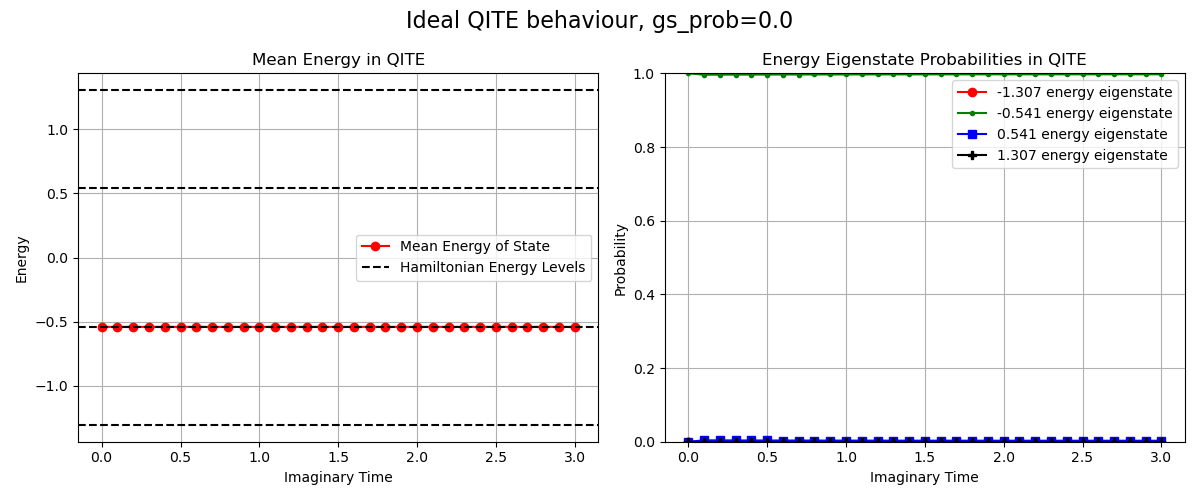 Ideal QITE behaviour, gs_prob=0.0
Mean Energy in QITE
Energy
1.0
0.5
0.0
−0.5
−1.0
Mean Energy of State
Hamiltonian Energy Levels
0.0 0.5 1.0 1.5 2.0 2.5 3.0
Imaginary Time
Energy Eigenstate Probabilities in QITE
Probability
1.0
0.8
0.6
0.4
0.2
0.0
-1.307 energy eigenstate
-0.541 energy eigenstate
0.541 energy eigenstate
1.307 energy eigenstate
0.0 0.5 1.0 1.5 2.0 2.5 3.0
Imaginary Time